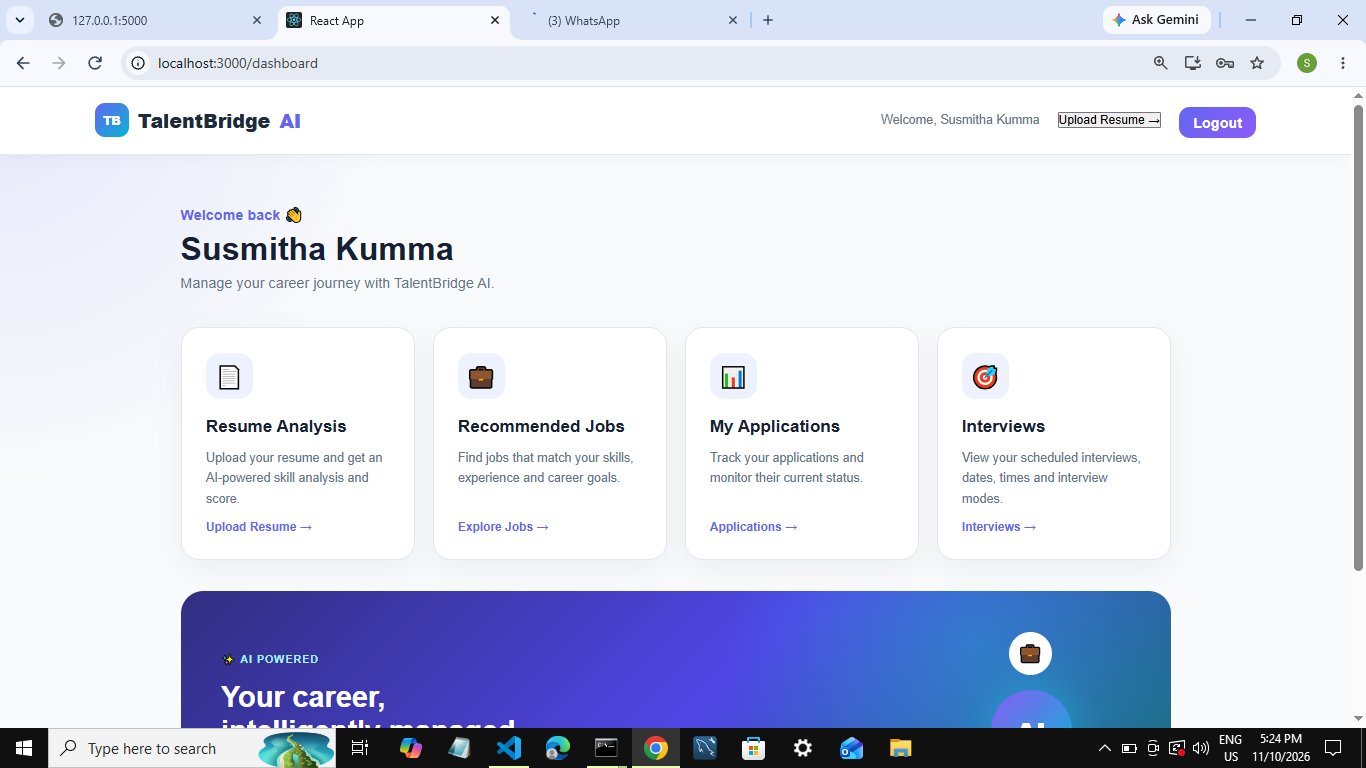 127.0.0.1:5000
React App
(3) WhatsApp
Ask Gemini
localhost:3000/dashboard
S
TB
TalentBridge AI
Welcome, Susmitha Kumma
Upload Resume →
Logout
Welcome back 👋
Susmitha Kumma
Manage your career journey with TalentBridge AI.
Resume Analysis
Upload your resume and get an
AI-powered skill analysis and
score.
Upload Resume →
Recommended Jobs
Find jobs that match your skills,
experience and career goals.
Explore Jobs →
My Applications
Track your applications and
monitor their current status.
Applications →
Interviews
View your scheduled interviews,
dates, times and interview
modes.
Interviews →
✨ AI POWERED
Your career,
intelligently managed
AI
Type here to search
ENG
US
5:24 PM
11/10/2026